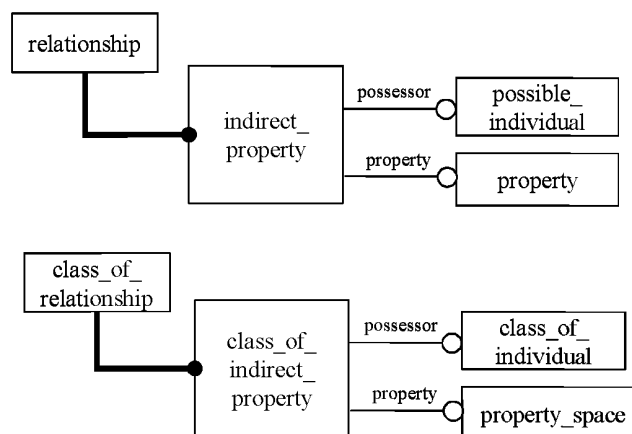 relationship
indirect_
property
possessor
possible_
individual
property
property
class_of_
relationship
class_of_
indirect_
property
possessor
class_of_
individual
property
property_space